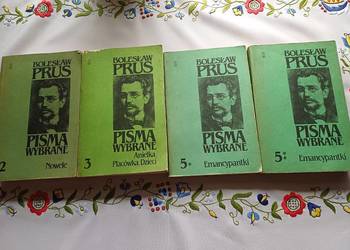 BOLESŁAW
PRUS
PISMA
WYBRANE
2
Nowele
BOLESŁAW
PRUS
PISMA
WYBRANE
3
Anielka
Placówka Dzieci
BOLESŁAW
PRUS
PISMA
WYBRANE
5*
Emancypantki
BOLESŁAW
PRUS
PISMA
WYBRANE
5**
Emancypantki